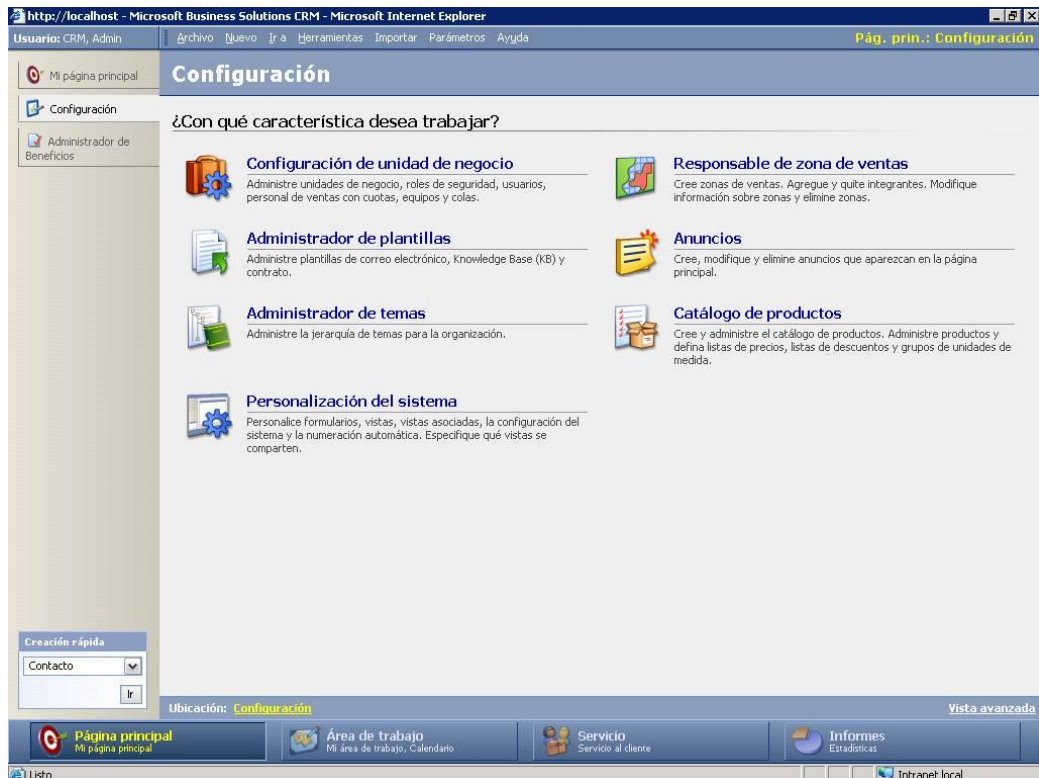 http://localhost - Microsoft Business Solutions CRM - Microsoft Internet Explorer
Usuario: CRM, Admin
Archivo Nuevo Ir a Herramientas Importar Parámetros Ayuda
Pág. prin.: Configuración
Mi página principal
Configuración
Administrador de
Beneficios
Configuración
¿Con qué característica desea trabajar?
Configuración de unidad de negocio
Administre unidades de negocio, roles de seguridad, usuarios,
personal de ventas con cuotas, equipos y colas.
Responsable de zona de ventas
Cree zonas de ventas. Agregue y quite integrantes. Modifique
información sobre zonas y elimine zonas.
Administrador de plantillas
Administre plantillas de correo electrónico, Knowledge Base (KB) y
contrato.
Anuncios
Cree, modifique y elimine anuncios que aparezcan en la página
principal.
Administrador de temas
Administre la jerarquía de temas para la organización.
Catálogo de productos
Cree y administre el catálogo de productos. Administre productos y
defina listas de precios, listas de descuentos y grupos de unidades de
medida.
Personalización del sistema
Personalice formularios, vistas, vistas asociadas, la configuración del
sistema y la numeración automática. Especifique qué vistas se
comparten.
Creación rápida
Contacto
Ir
Ubicación: Configuración
Vista avanzada
Página principal
Mi página principal
Área de trabajo
Mi área de trabajo, Calendario
Servicio
Servicio al cliente
Informes
Estadísticas
Listo
Intranet local